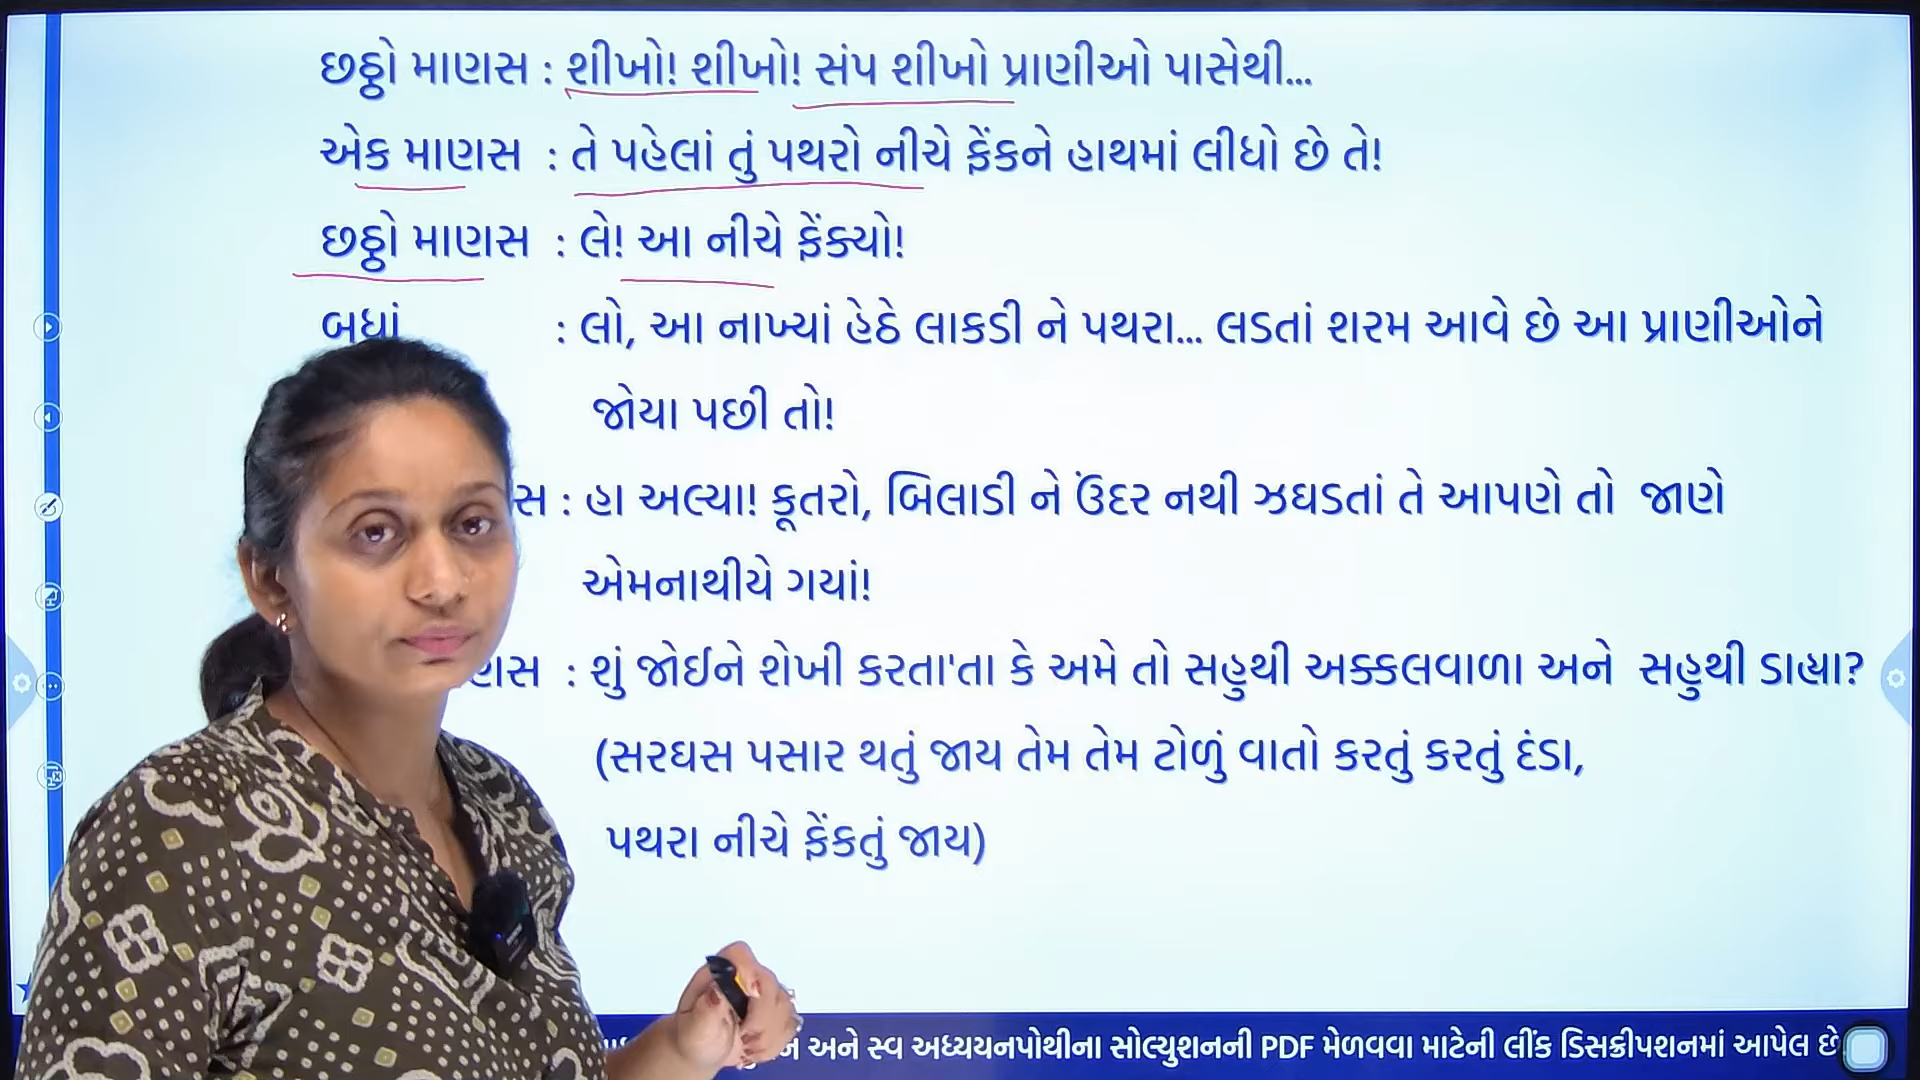 છઠ્ઠો માણસ : શીખો! શીખો! સંપ શીખો પ્રાણીઓ પાસેથી...
એક માણસ : તે પહેલાં તું પથરો નીચે ફેંકને હાથમાં લીધો છે તે!
છઠ્ઠો માણસ : લે! આ નીચે ફેંક્યો!
બધાં : લો, આ નાખ્યાં હેઠે લાકડી ને પથરા... લડતાં શરમ આવે છે આ પ્રાણીઓને
જોયા પછી તો!
: હા અલ્યા! કૂતરો, બિલાડી ને ઉંદર નથી ઝઘડતાં તે આપણે તો જાણે
એમનાથીયે ગયાં!
: શું જોઈને શેખી કરતા'તા કે અમે તો સહુથી અક્કલવાળા અને સહુથી ડાહ્યા?
(સરઘસ પસાર થતું જાય તેમ તેમ ટોળું વાતો કરતું કરતું દંડા,
પથરા નીચે ફેંકતું જાય)
અને સ્વ અધ્યયનપોથીના સોલ્યુશનની PDF મેળવવા માટેની લીંક ડિસક્રીપશનમાં આપેલ છે